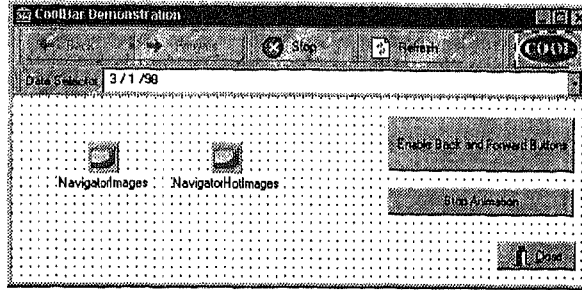 CoolBar Demonstration
Back Forward Stop Refresh COOL
Date Selector 3 / 1 /98
Enable Back and Forward Buttons
NavigatorImages NavigatorHotImages
Stop Animation
Close